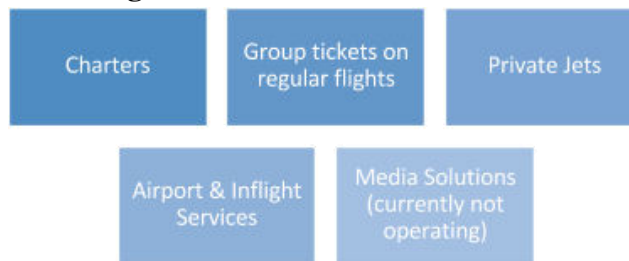 Charters
Group tickets on
regular flights
Private Jets
Airport & Inflight
Services
Media Solutions
(currently not
operating)